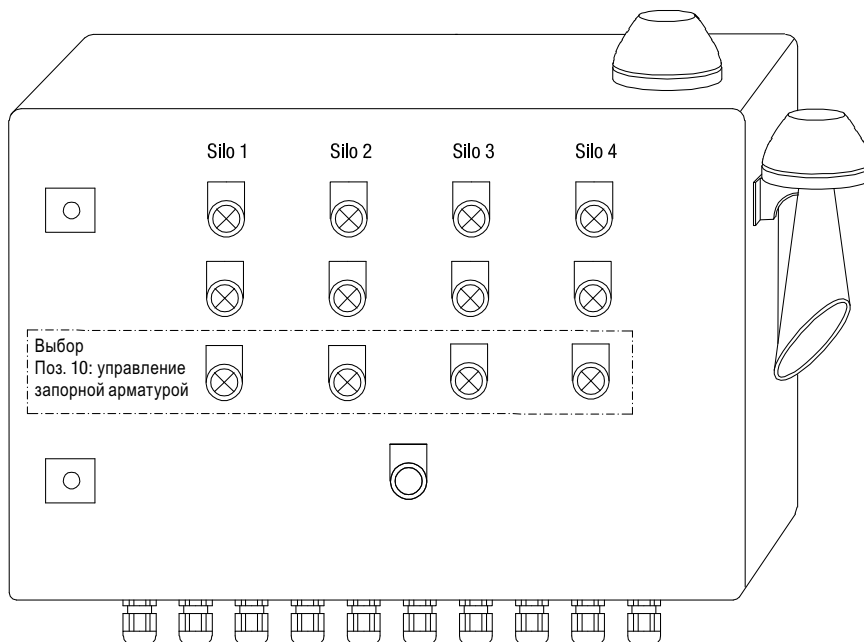 Silo 1 Silo 2 Silo 3 Silo 4
Выбор
Поз. 10: управление
запорной арматурой